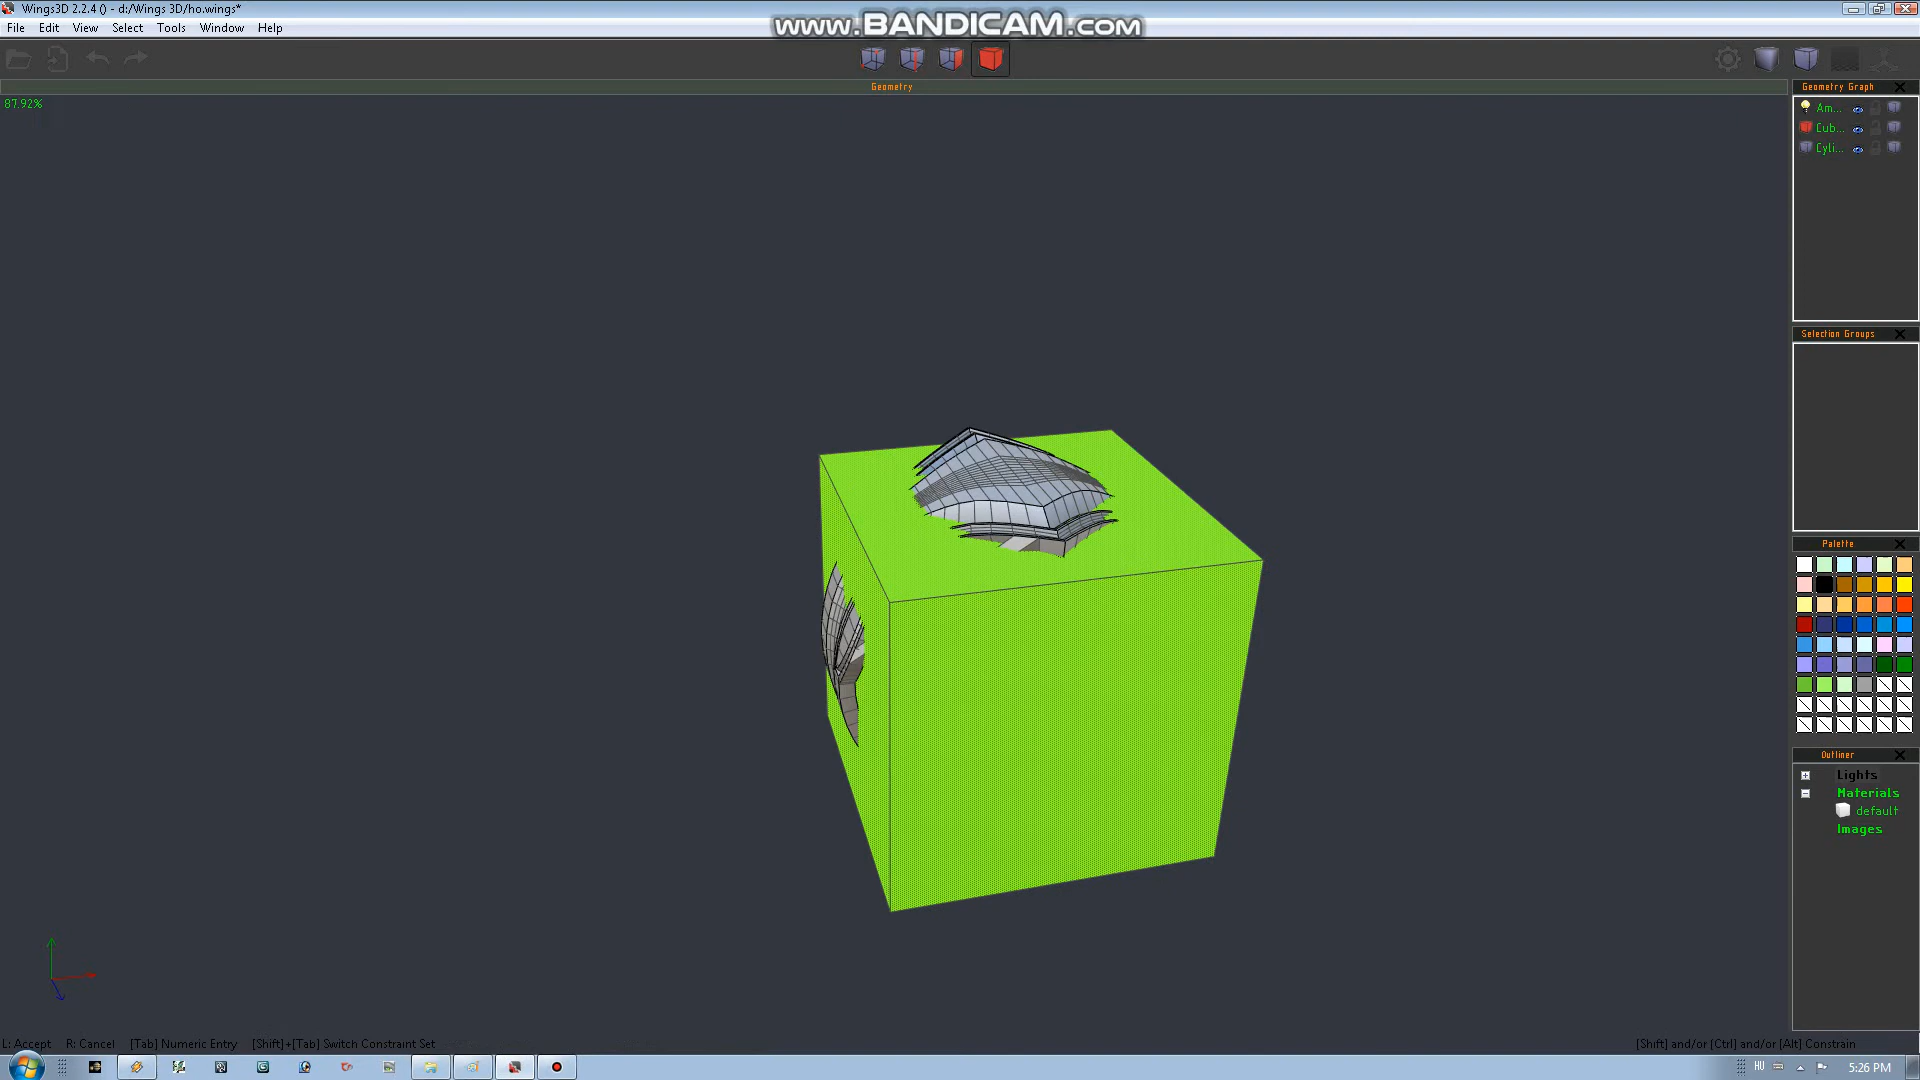 Wings3D 2.2.4 () - d:/Wings 3D/ho.wings*
www.BANDICAM.com
File Edit View Select Tools Window Help
Geometry
87.92%
Geometry Graph
Am...
Cub...
Cyli...
Selection Groups
Palette
Outliner
Lights
Materials
default
Images
L: Accept R: Cancel [Tab] Numeric Entry [Shift]+[Tab] Switch Constraint Set
[Shift] and/or [Ctrl] and/or [Alt] Constrain
HU
5:26 PM